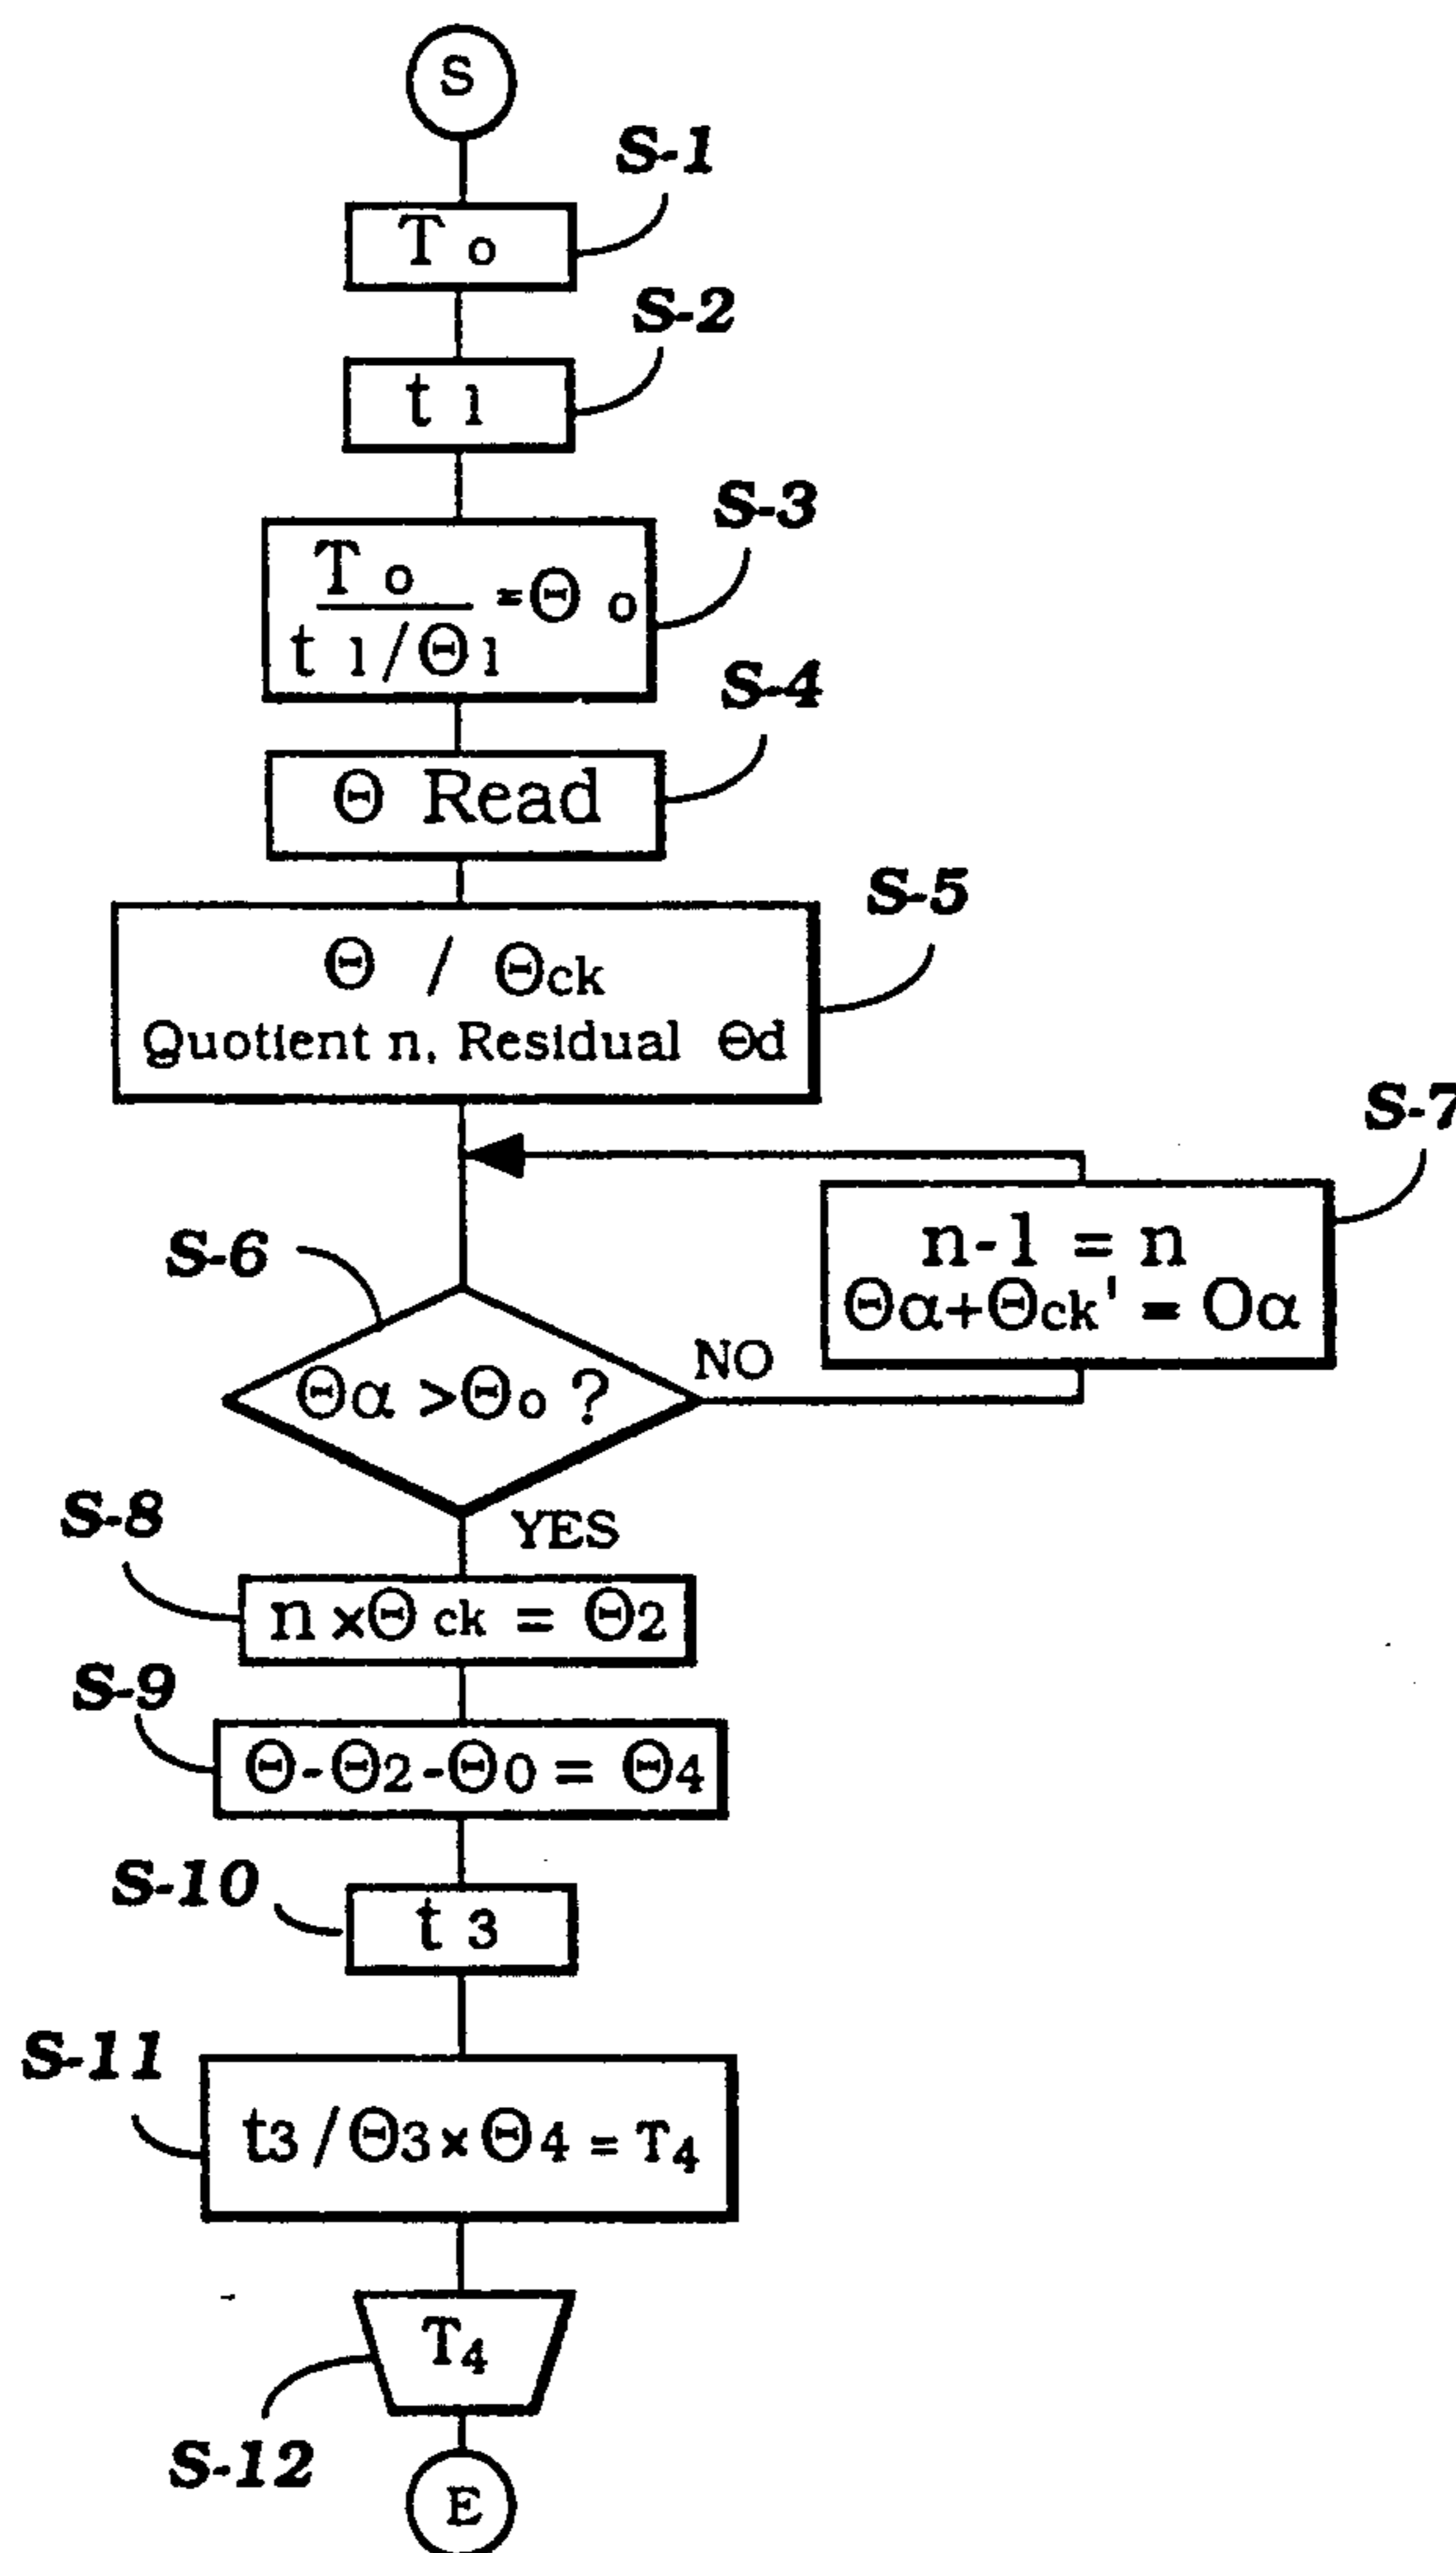 S
S-1
T o
S-2
t 1
S-3
T o
t 1/Θ1 =Θ o
S-4
Θ Read
S-5
Θ / Θck
Quotient n, Residual Θd
S-7
n-1 = n
Θα+Θck' = Oα
S-6
Θα >Θo ?
NO
YES
S-8
n ×Θ ck = Θ2
S-9
Θ-Θ2-Θ0 = Θ4
S-10
t 3
S-11
t3/Θ3×Θ4 = T4
T4
S-12
E